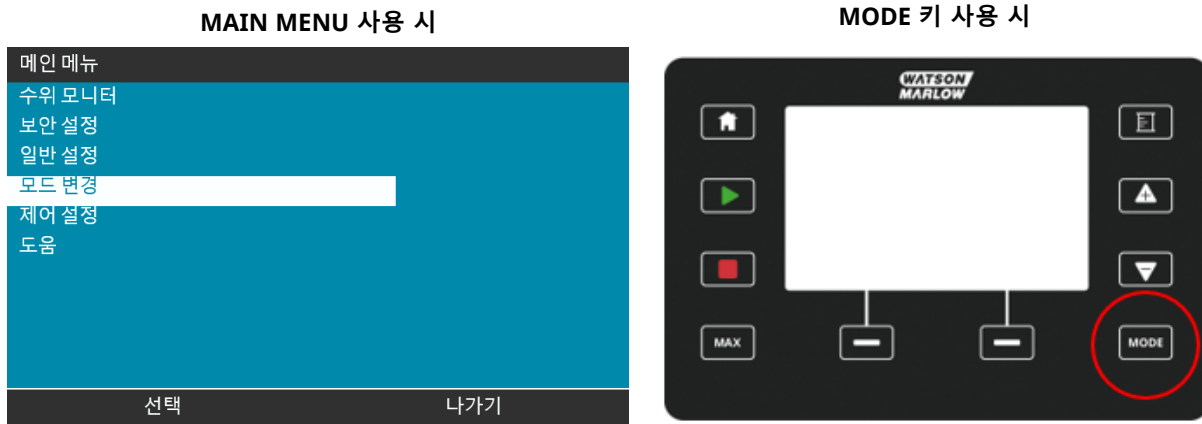 MAIN MENU 사용 시
MODE 키 사용 시
메인 메뉴
수위 모니터
보안 설정
일반 설정
모드 변경
제어 설정
도움
선택
나가기
WATSON
MARLOW
MAX
MODE